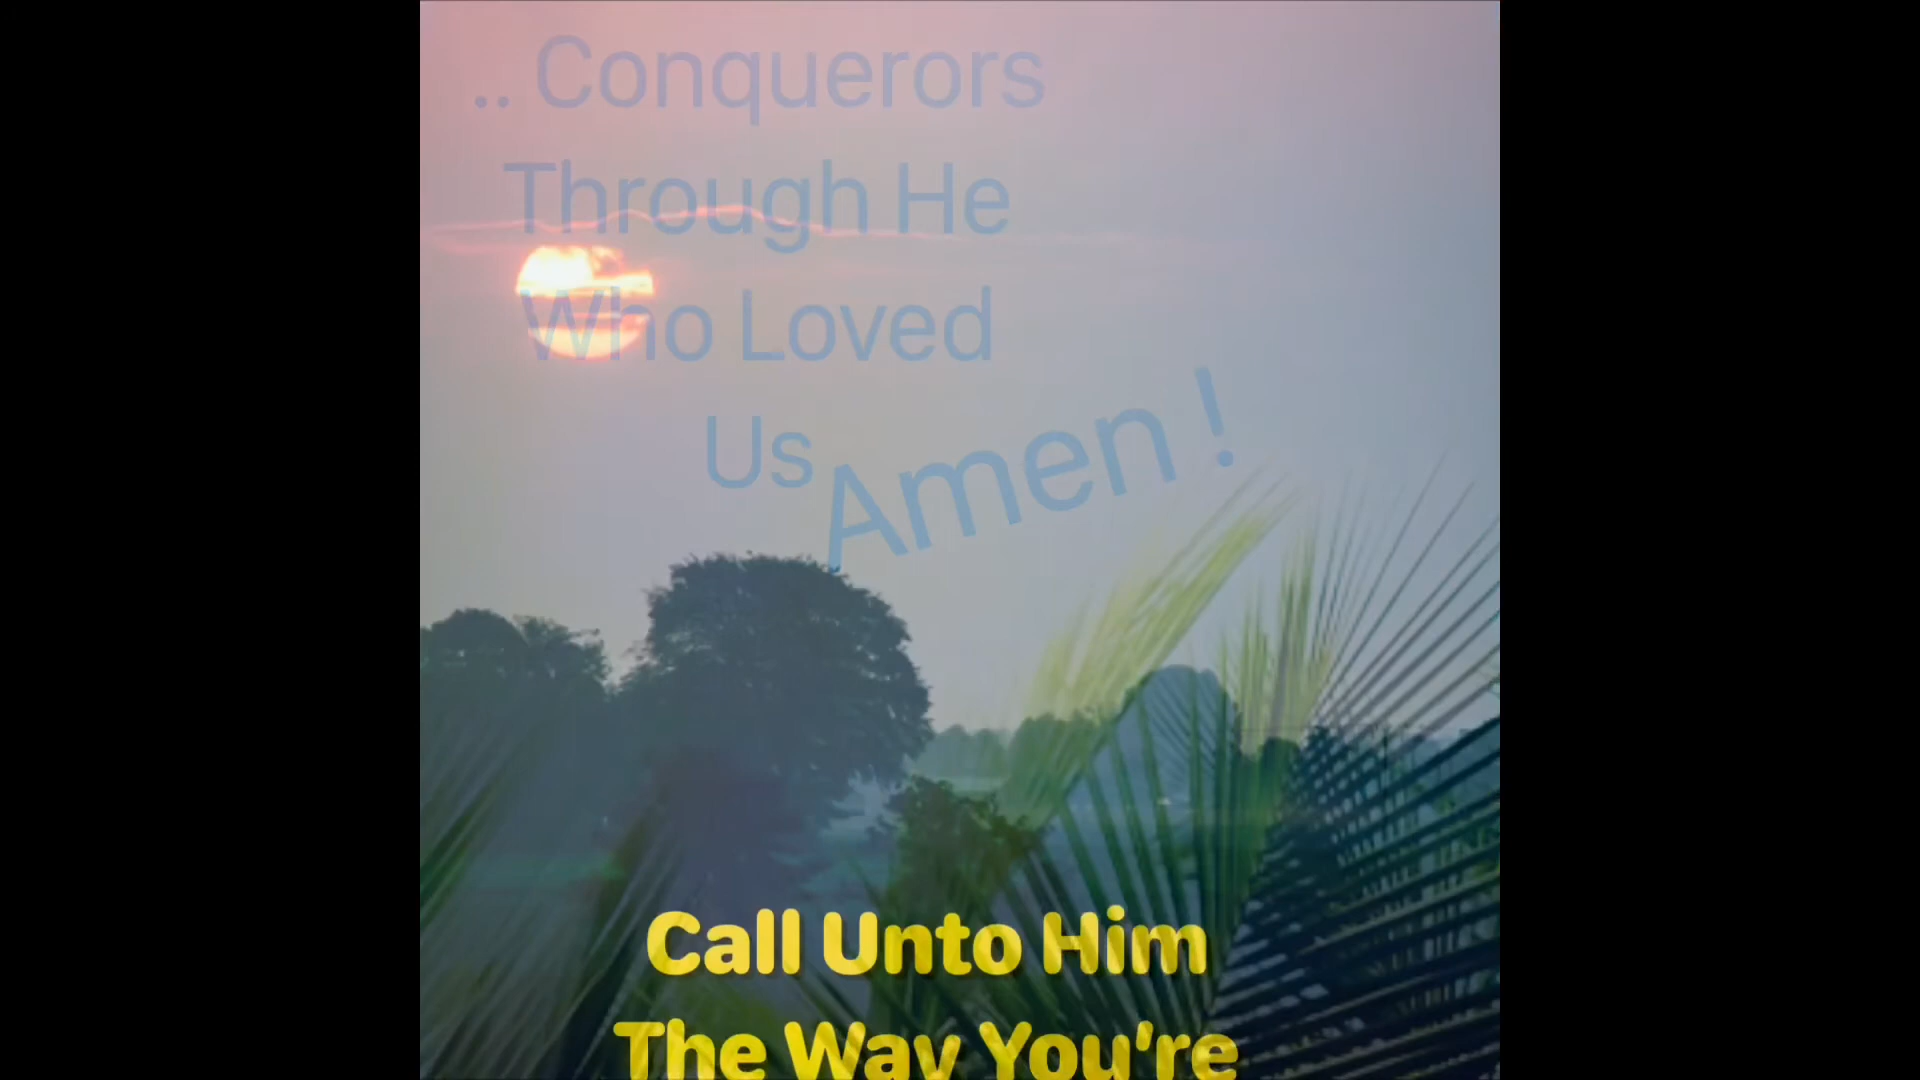 .. Conquerors
Through He
Who Loved
Us
Amen !
Call Unto Him
The Way You're